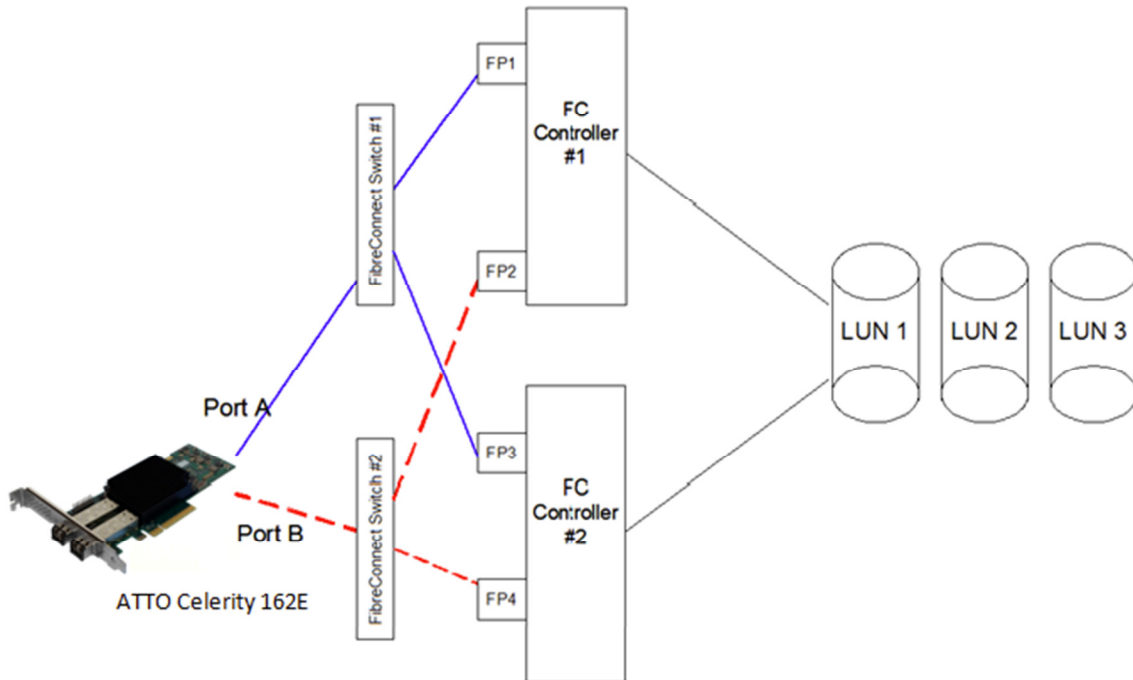 FP1
FC
Controller
#1
FibreConnect Switch #1
FP2
LUN 1
LUN 2
LUN 3
Port A
FP3
FibreConnect Switch #2
FC
Controller
#2
Port B
FP4
ATTO Celerity 162E